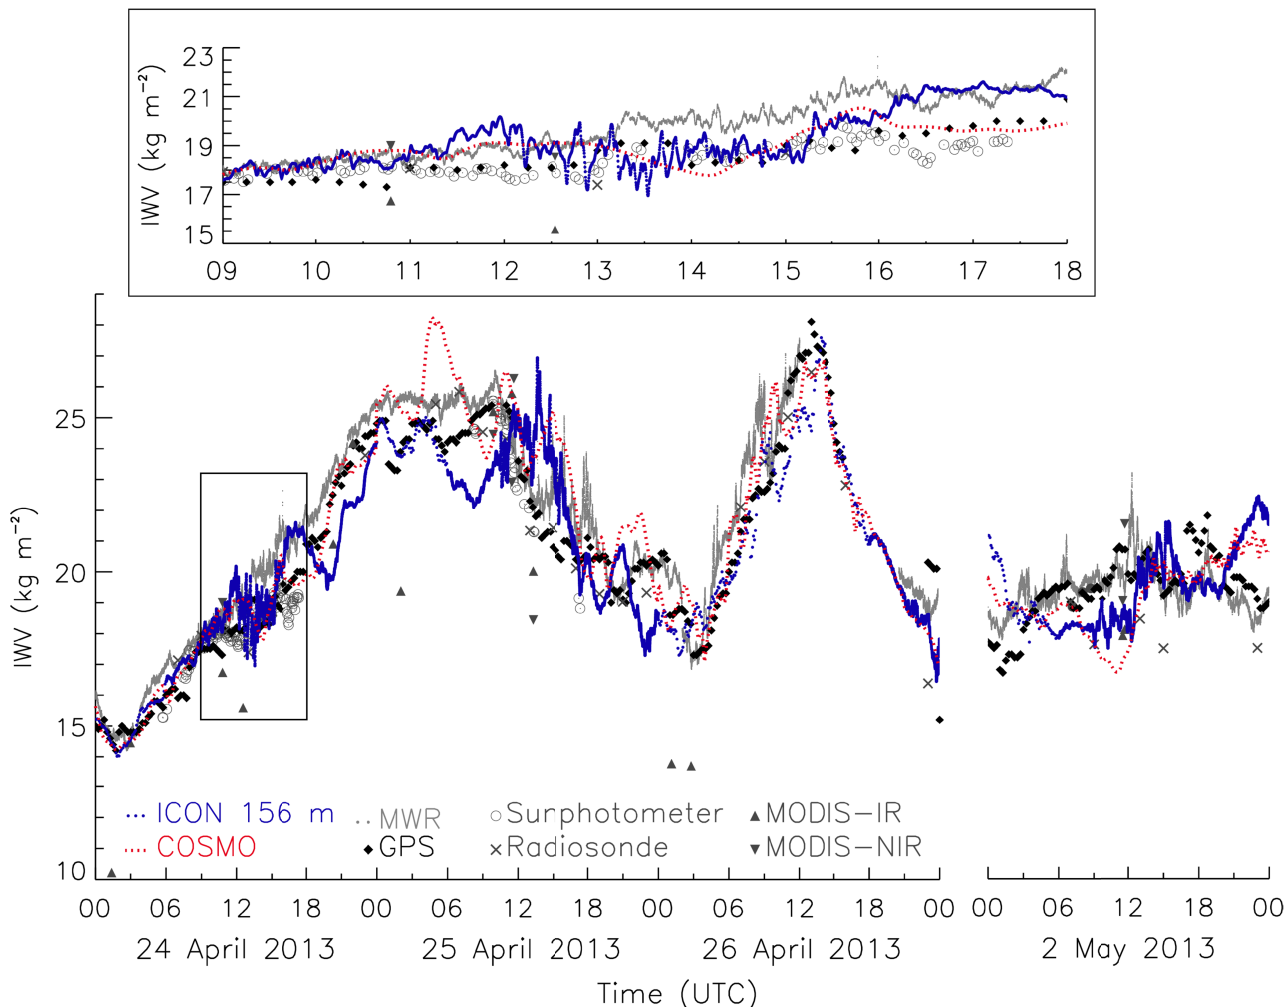 23
21
19
17
15
IWV (kg m⁻²)
09 10 11 12 13 14 15 16 17 18
25
20
15
10
IWV (kg m⁻²)
ICON 156 m MWR Sunphotometer MODIS-IR
COSMO GPS Radiosonde MODIS-NIR
00 06 12 18 00 06 12 18 00 06 12 18 00 00 06 12 18 00
24 April 2013 25 April 2013 26 April 2013 2 May 2013
Time (UTC)